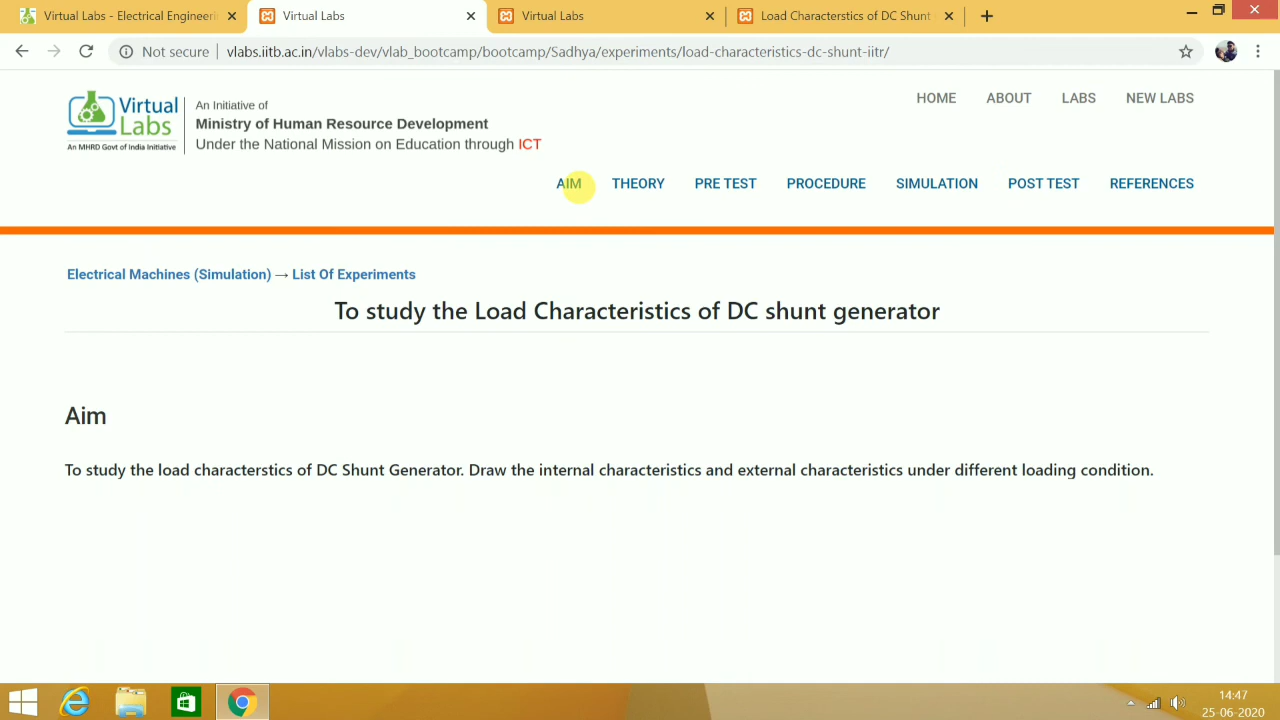 Virtual Labs - Electrical Engineeri
Virtual Labs
Virtual Labs
Load Characterstics of DC Shunt
Not secure
vlabs.iitb.ac.in/vlabs-dev/vlab_bootcamp/bootcamp/Sadhya/experiments/load-characteristics-dc-shunt-iitr/
Virtual Labs
An MHRD Govt of India Initiative
An Initiative of
Ministry of Human Resource Development
Under the National Mission on Education through ICT
HOME ABOUT LABS NEW LABS
AIM THEORY PRE TEST PROCEDURE SIMULATION POST TEST REFERENCES
Electrical Machines (Simulation) → List Of Experiments
To study the Load Characteristics of DC shunt generator
Aim
To study the load characterstics of DC Shunt Generator. Draw the internal characteristics and external characteristics under different loading condition.
14:47
25-06-2020